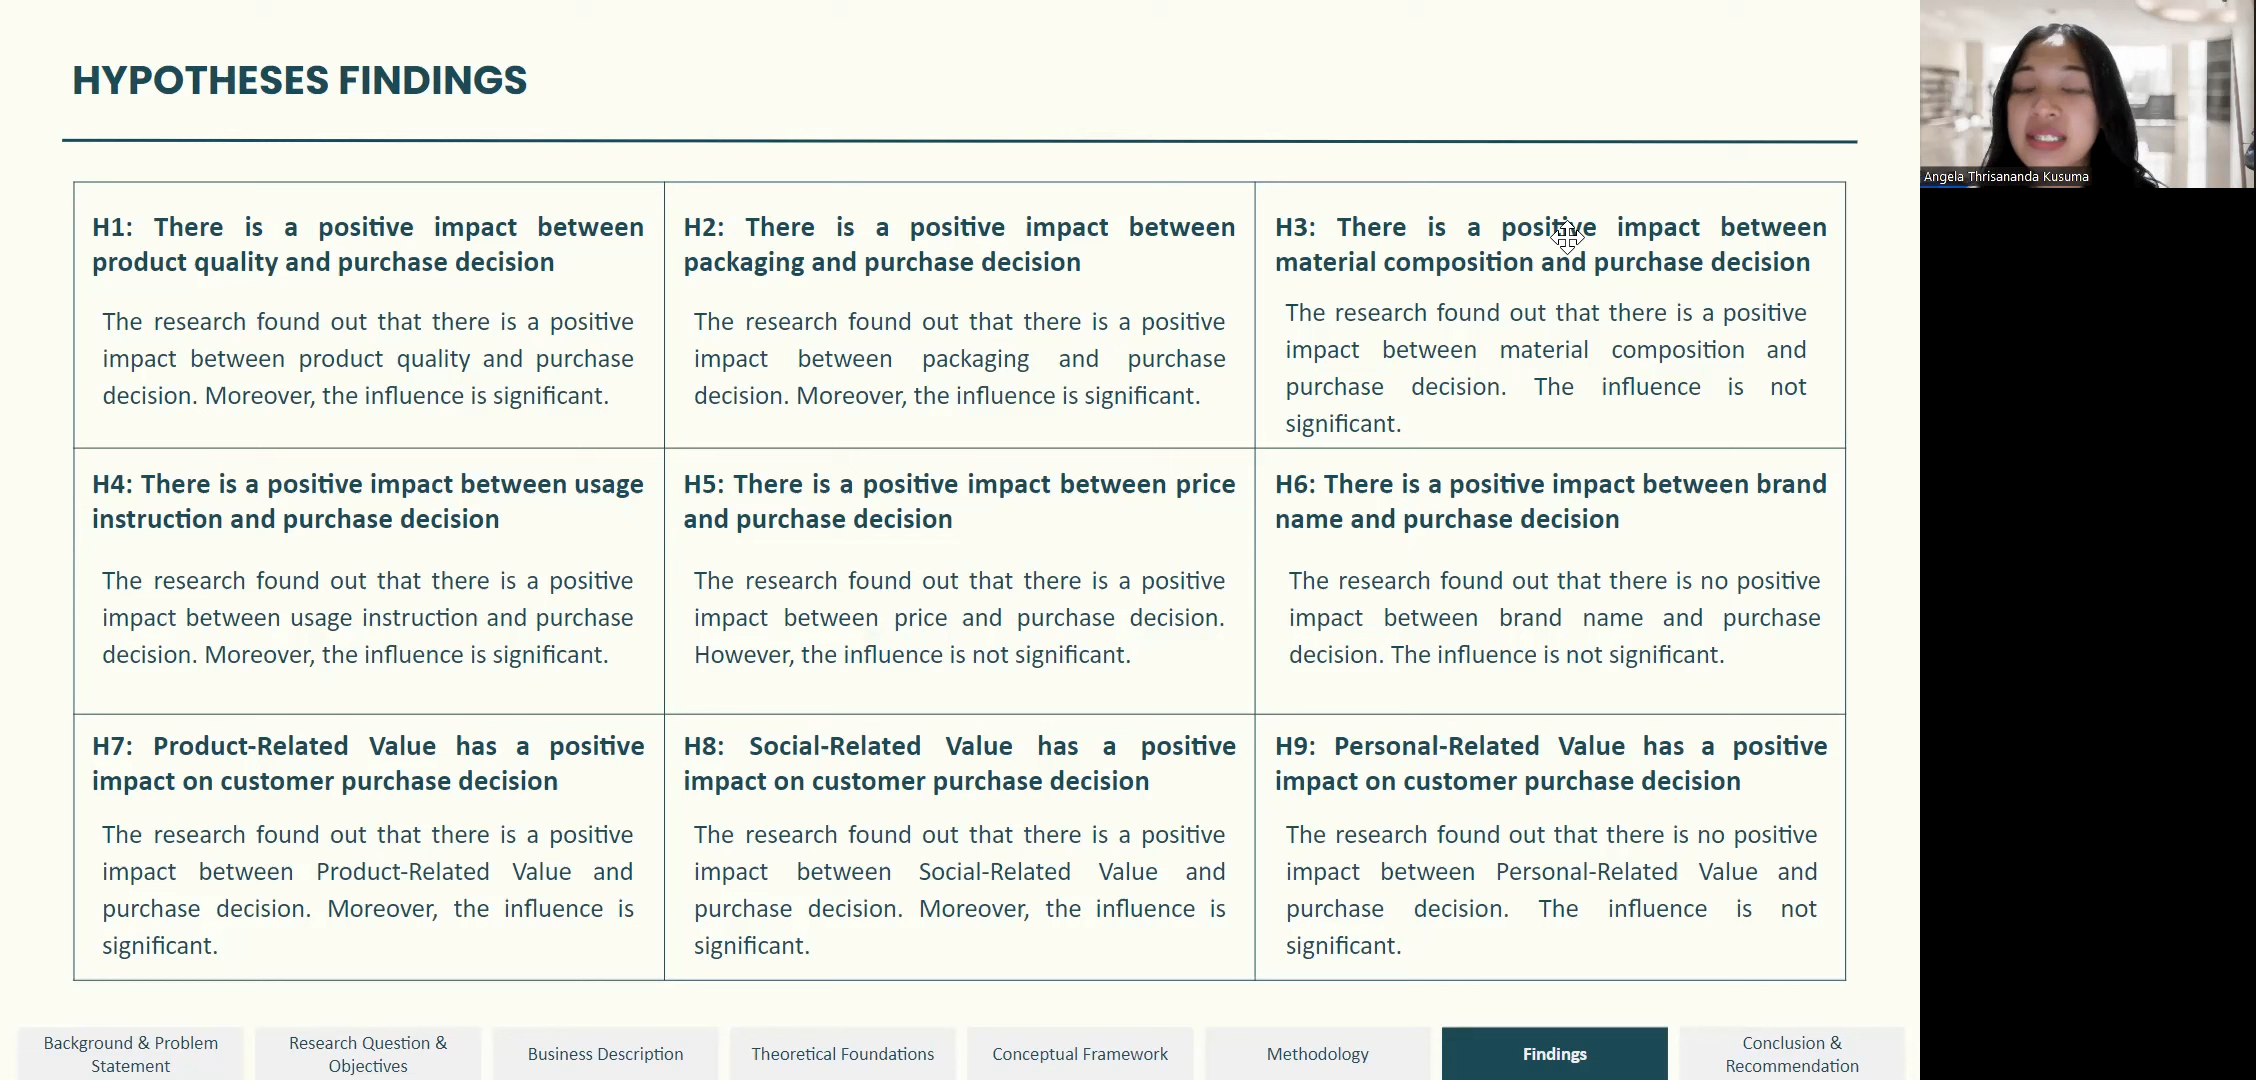 HYPOTHESES FINDINGS
Angela Thrisananda Kusuma
H1: There is a positive impact between
product quality and purchase decision
The research found out that there is a positive
impact between product quality and purchase
decision. Moreover, the influence is significant.
H2: There is a positive impact between
packaging and purchase decision
The research found out that there is a positive
impact between packaging and purchase
decision. Moreover, the influence is significant.
H3: There is a positive impact between
material composition and purchase decision
The research found out that there is a positive
impact between material composition and
purchase decision. The influence is not
significant.
H4: There is a positive impact between usage
instruction and purchase decision
The research found out that there is a positive
impact between usage instruction and purchase
decision. Moreover, the influence is significant.
H5: There is a positive impact between price
and purchase decision
The research found out that there is a positive
impact between price and purchase decision.
However, the influence is not significant.
H6: There is a positive impact between brand
name and purchase decision
The research found out that there is no positive
impact between brand name and purchase
decision. The influence is not significant.
H7: Product-Related Value has a positive
impact on customer purchase decision
The research found out that there is a positive
impact between Product-Related Value and
purchase decision. Moreover, the influence is
significant.
H8: Social-Related Value has a positive
impact on customer purchase decision
The research found out that there is a positive
impact between Social-Related Value and
purchase decision. Moreover, the influence is
significant.
H9: Personal-Related Value has a positive
impact on customer purchase decision
The research found out that there is no positive
impact between Personal-Related Value and
purchase decision. The influence is not
significant.
Background & Problem
Statement
Research Question &
Objectives
Business Description
Theoretical Foundations
Conceptual Framework
Methodology
Findings
Conclusion &
Recommendation